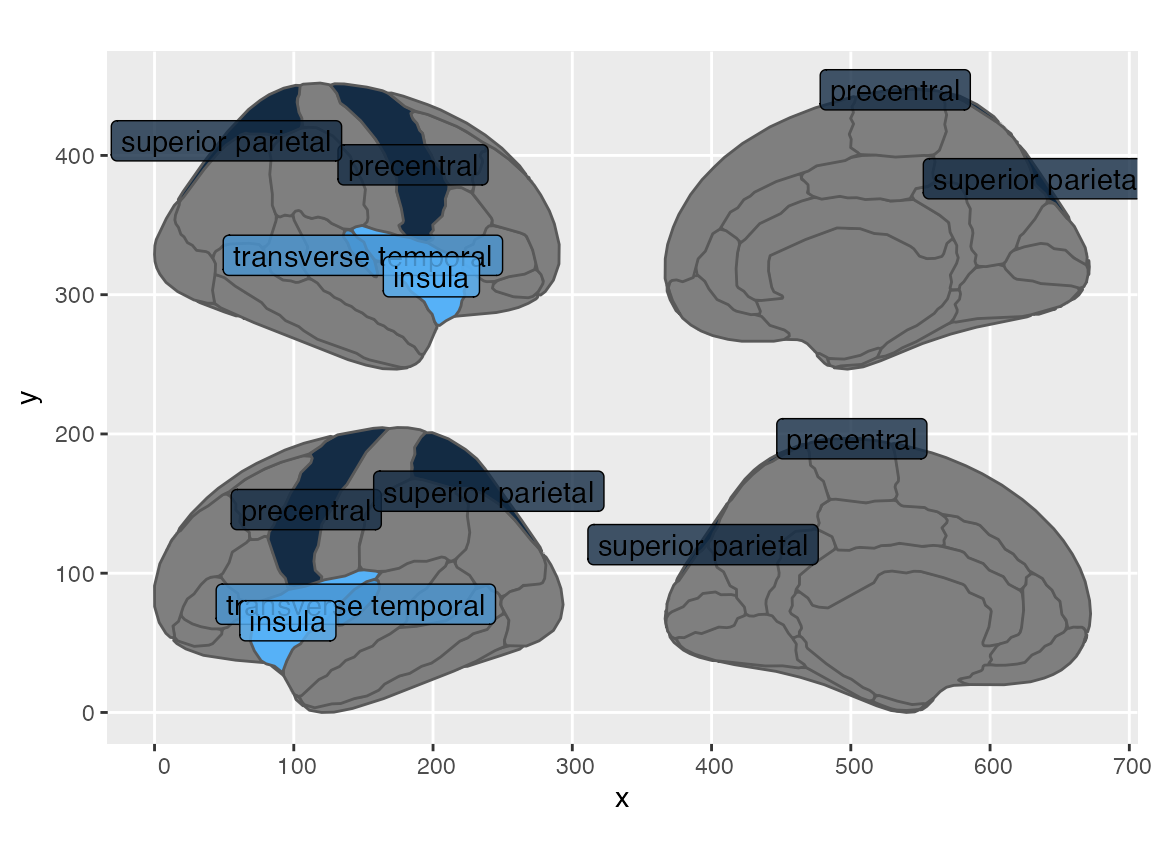 precentral
superior parietal
precentral
superior parieta
transverse temporal
insula
precentral
superior parietal
precentral
superior parietal
transverse temporal
insula
400
300
200
100
0
y
0 100 200 300 400 500 600 700
x